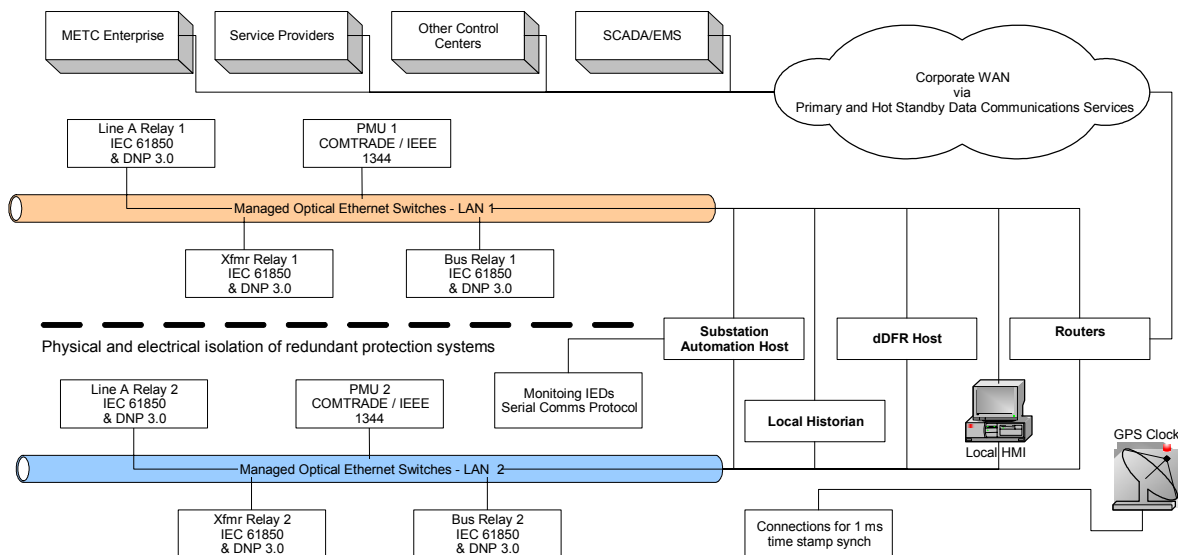 METC Enterprise
Service Providers
Other Control
Centers
SCADA/EMS
Corporate WAN
via
Primary and Hot Standby Data Communications Services
Line A Relay 1
IEC 61850
& DNP 3.0
PMU 1
COMTRADE / IEEE
1344
Managed Optical Ethernet Switches - LAN 1
Xfmr Relay 1
IEC 61850
& DNP 3.0
Bus Relay 1
IEC 61850
& DNP 3.0
Physical and electrical isolation of redundant protection systems
Substation
Automation Host
dDFR Host
Routers
Line A Relay 2
IEC 61850
& DNP 3.0
PMU 2
COMTRADE / IEEE
1344
Monitoing IEDs
Serial Comms Protocol
Local Historian
Local HMI
GPS Clock
Managed Optical Ethernet Switches - LAN 2
Xfmr Relay 2
IEC 61850
& DNP 3.0
Bus Relay 2
IEC 61850
& DNP 3.0
Connections for 1 ms
time stamp synch